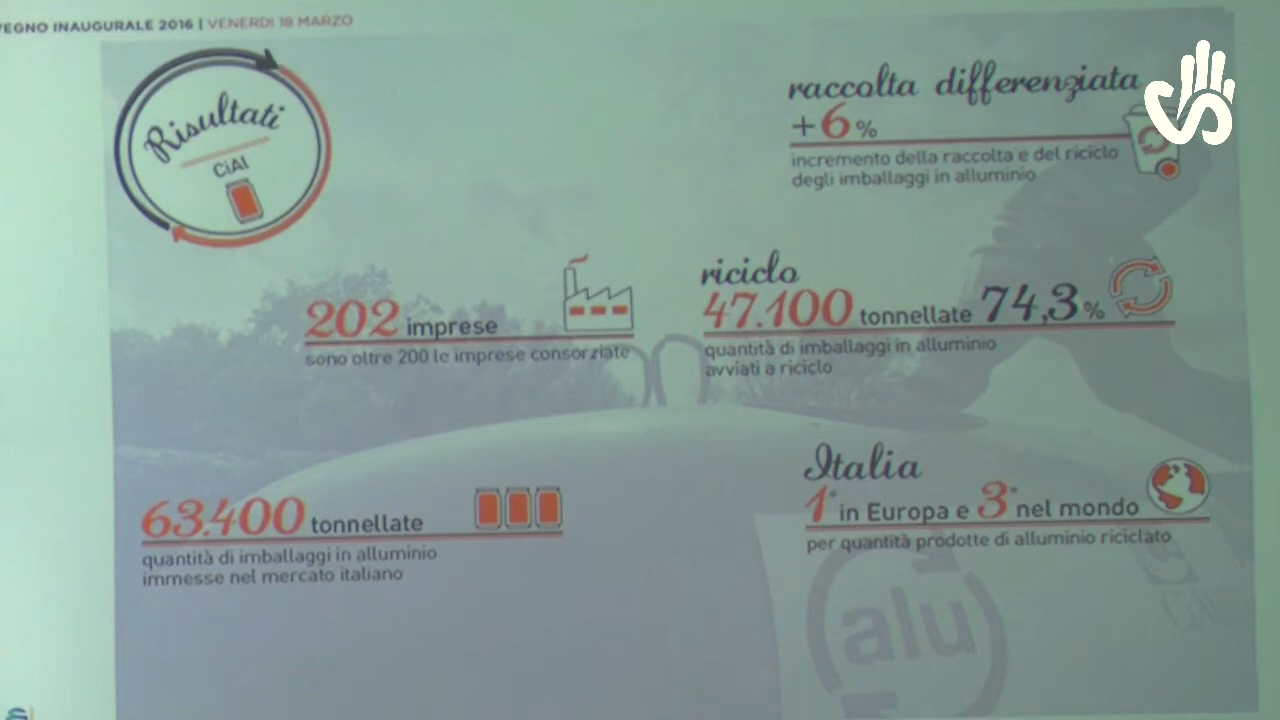 INAUGURALE 2016 | VENERDÌ 18 MARZO
Risultati
CiAl
raccolta differenziata
+6%
incremento della raccolta e del riciclo
degli imballaggi in alluminio
202 imprese
sono oltre 200 le imprese consorziate
riciclo
47.100 tonnellate 74,3%
quantità di imballaggi in alluminio
avviati a riciclo
63.400 tonnellate
quantità di imballaggi in alluminio
immesse nel mercato italiano
Italia
1° in Europa e 3° nel mondo
per quantità prodotte di alluminio riciclato
alu